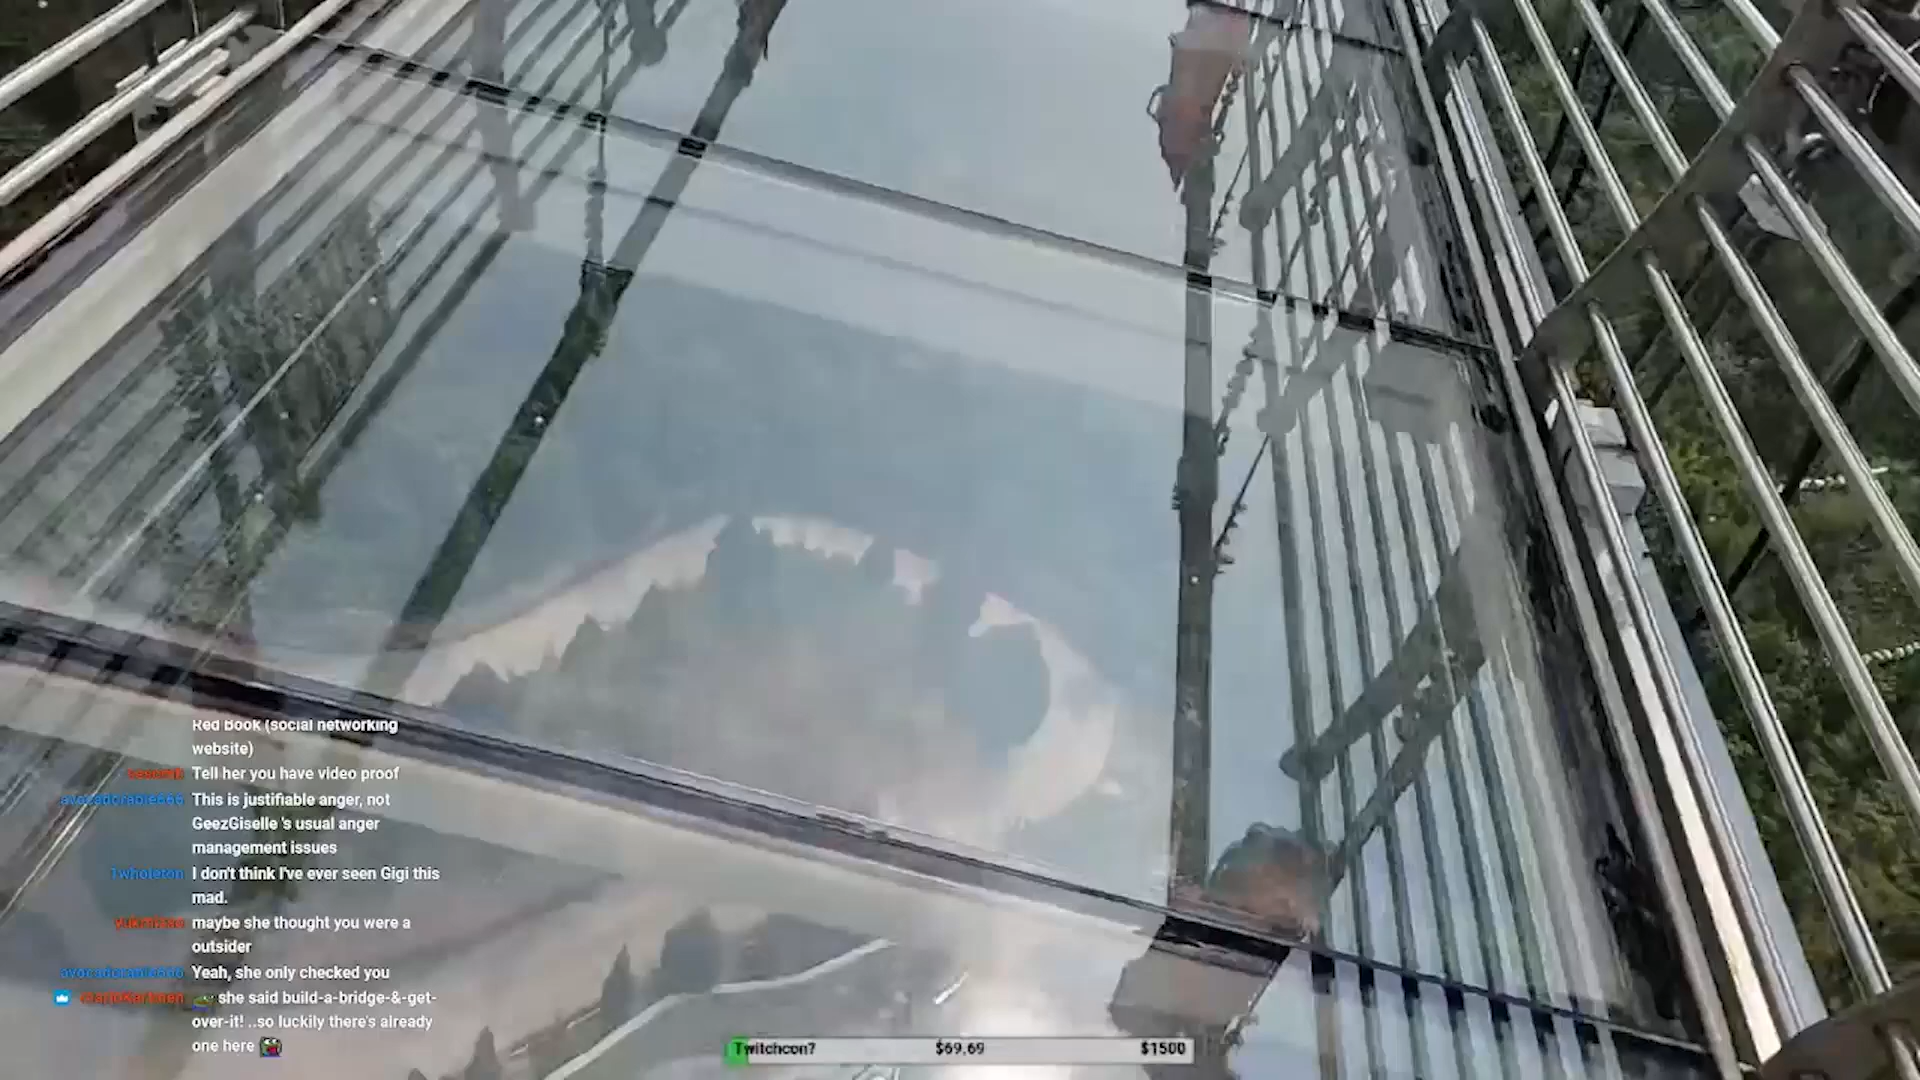 Red Book (social networking
website)
Tell her you have video proof
avocadorable666 This is justifiable anger, not
GeezGiselle 's usual anger
management issues
Twholeton I don't think I've ever seen Gigi this
mad.
maybe she thought you were a
outsider
avocadorable666 Yeah, she only checked you
she said build-a-bridge-&-get-
over-it! ..so luckily there's already
one here
Twitchcon? $69.69 $1500